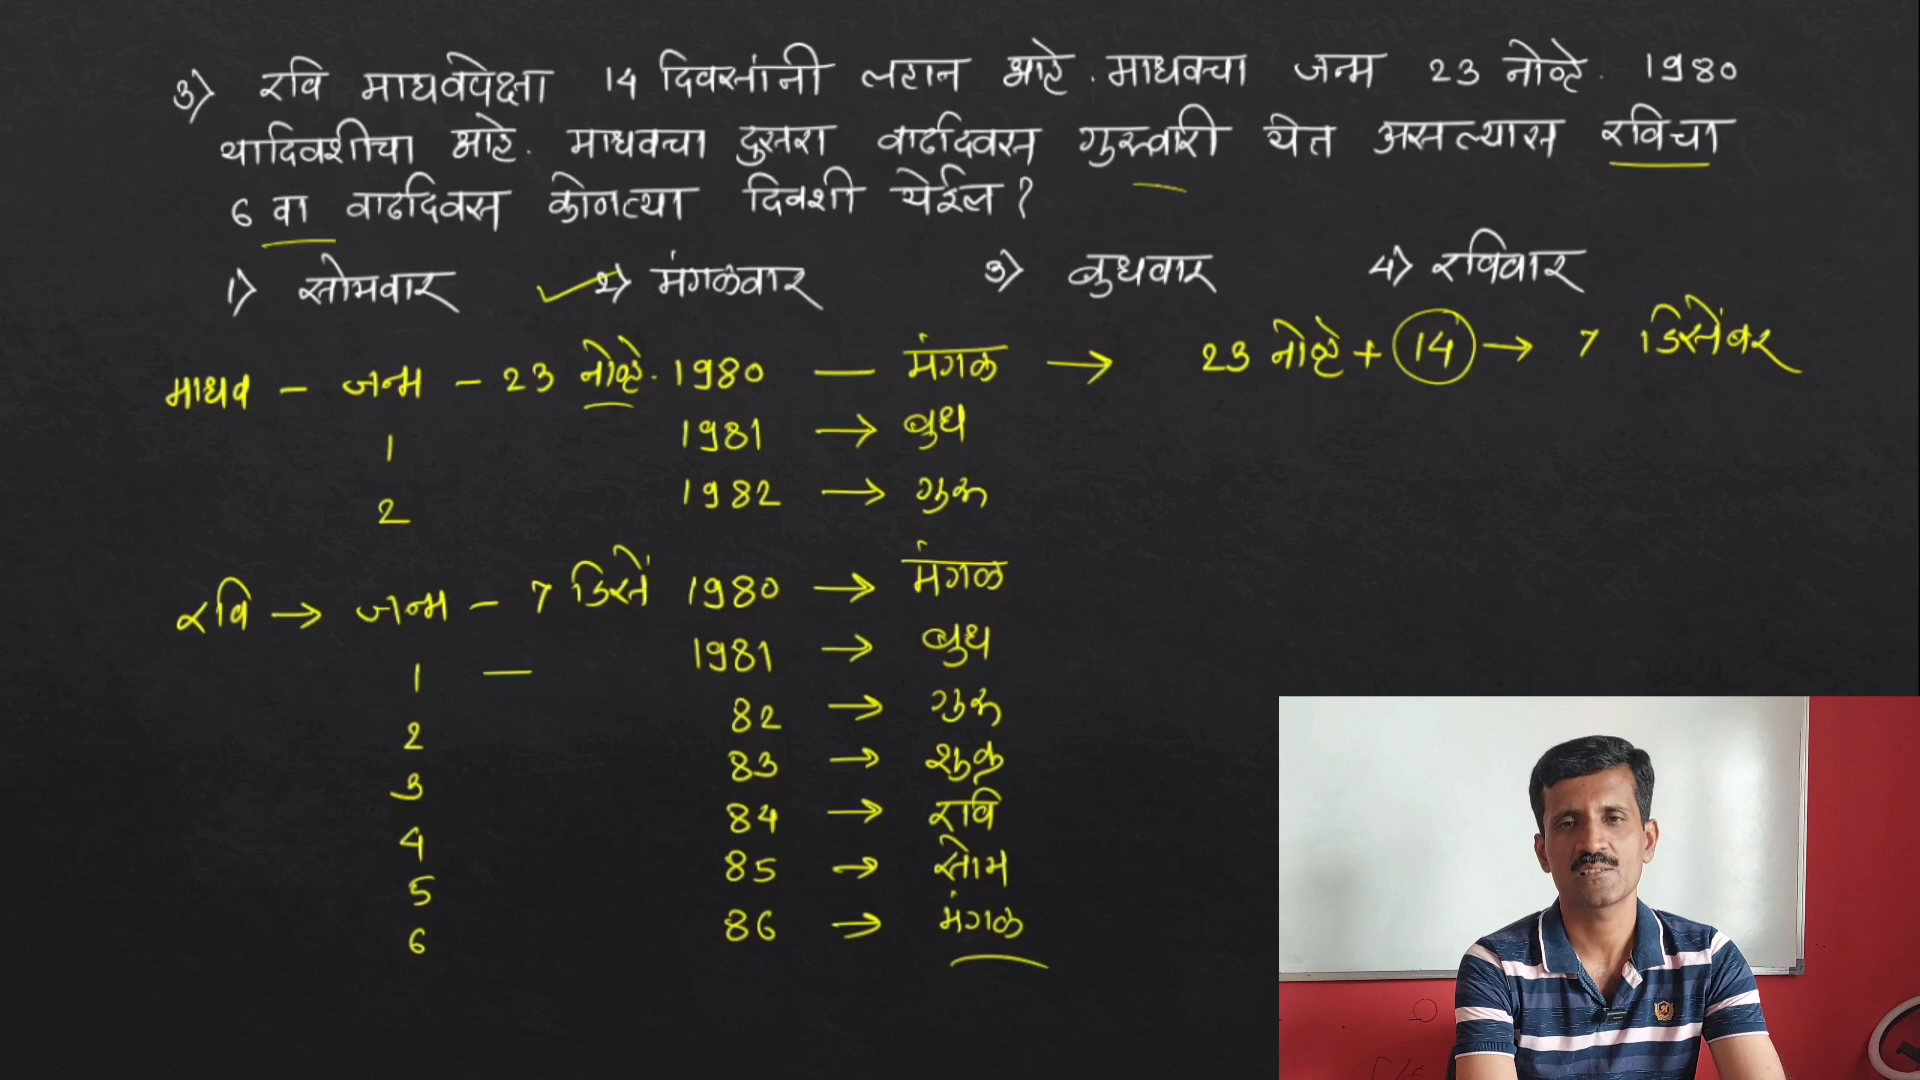 3) रवि माधवपेक्षा 14 दिवसांनी लहान आहे. माधवचा जन्म 23 नोव्हे. 1980
यादिवशीचा आहे. माधवचा दुसरा वाढदिवस गुरुवारी येत असल्यास रविचा
6 वा वाढदिवस कोणत्या दिवशी येईल?
1) सोमवार 2) मंगळवार 3) बुधवार 4) रविवार
माधव - जन्म - 23 नोव्हे. 1980 — मंगळ → 23 नोव्हे + 14 → 7 डिसेंबर
1 1981 → बुध
2 1982 → गुरु
रवि → जन्म - 7 डिसें 1980 → मंगळ
1 — 1981 → बुध
2 82 → गुरु
3 83 → शुक्र
4 84 → रवि
5 85 → सोम
6 86 → मंगळ